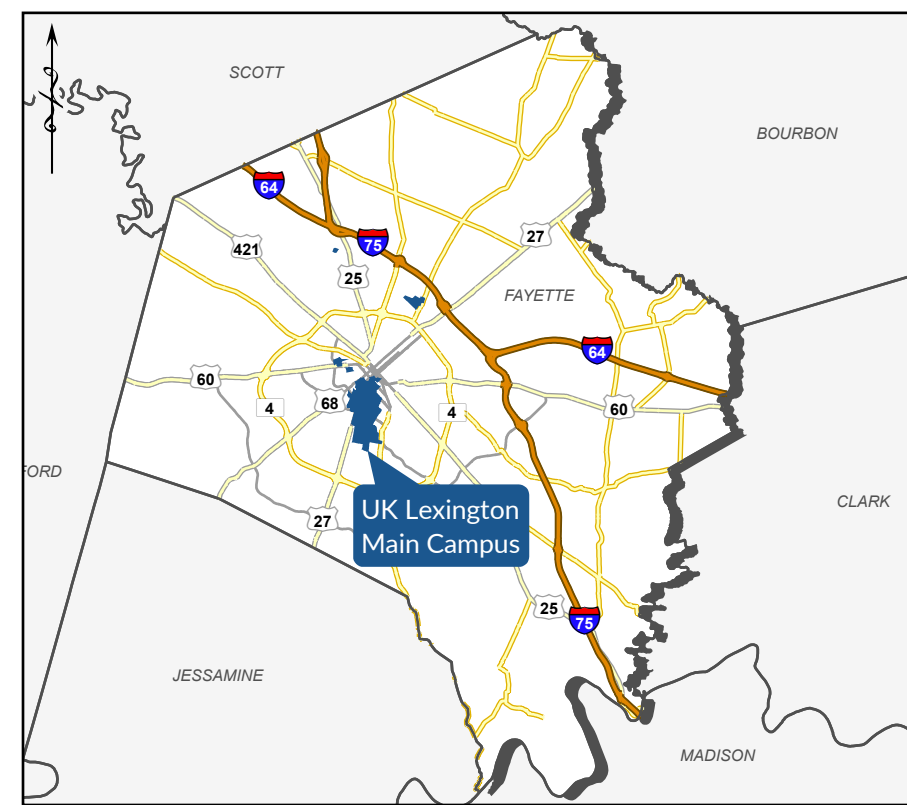 SCOTT
BOURBON
64
75
27
421
25
FAYETTE
64
60
68
4
4
60
FORD
UK Lexington
Main Campus
CLARK
27
25
75
JESSAMINE
MADISON